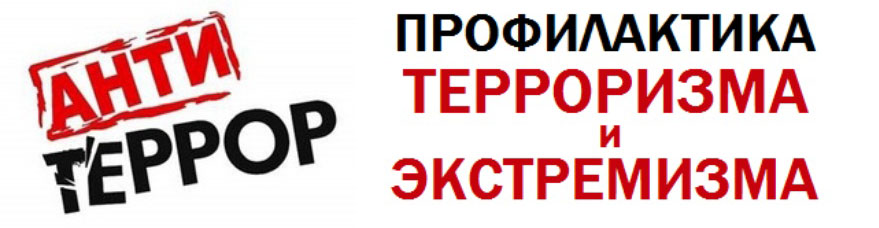 АНТИ
ТЕРРОР
ПРОФИЛАКТИКА
ТЕРРОРИЗМА
и
ЭКСТРЕМИЗМА